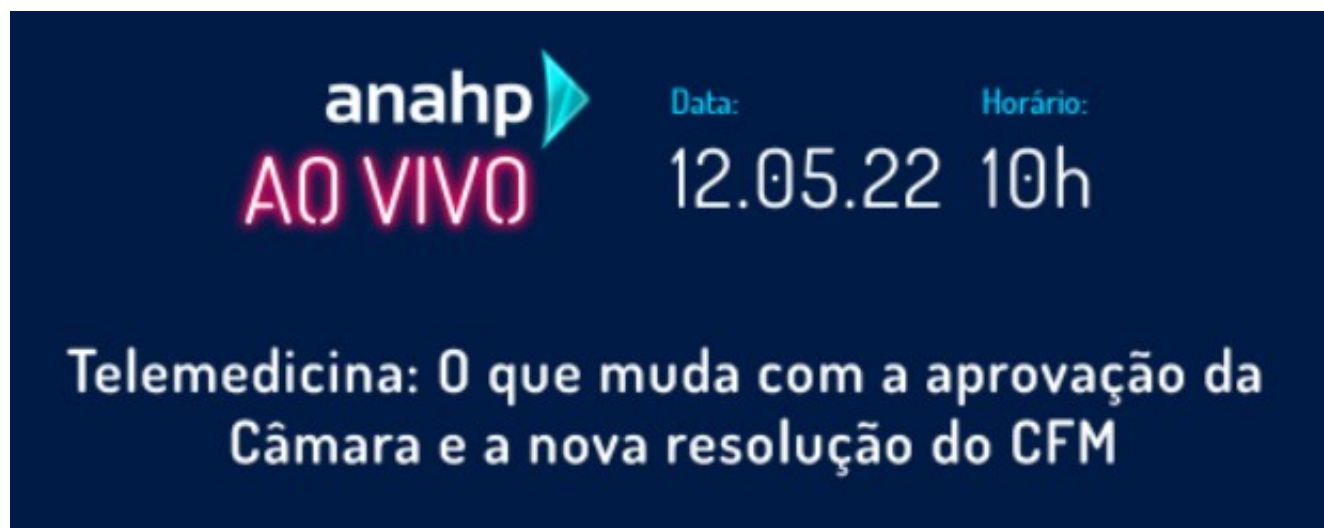 anahp
AO VIVO
Data:
12.05.22
Horário:
10h
Telemedicina: O que muda com a aprovação da
Câmara e a nova resolução do CFM